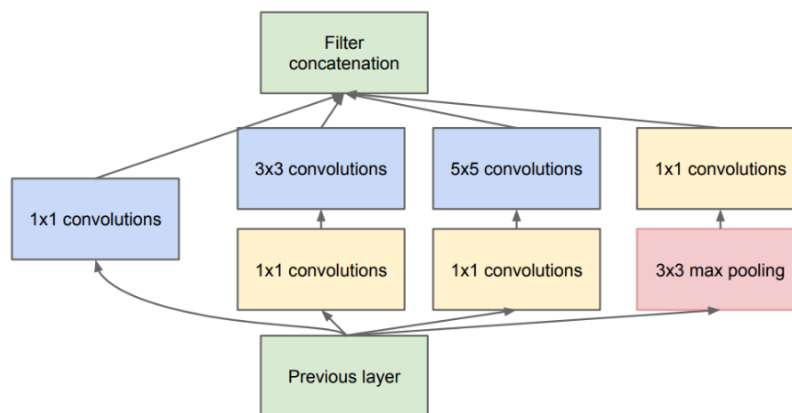 Filter
concatenation
3x3 convolutions
5x5 convolutions
1x1 convolutions
1x1 convolutions
1x1 convolutions
1x1 convolutions
3x3 max pooling
Previous layer